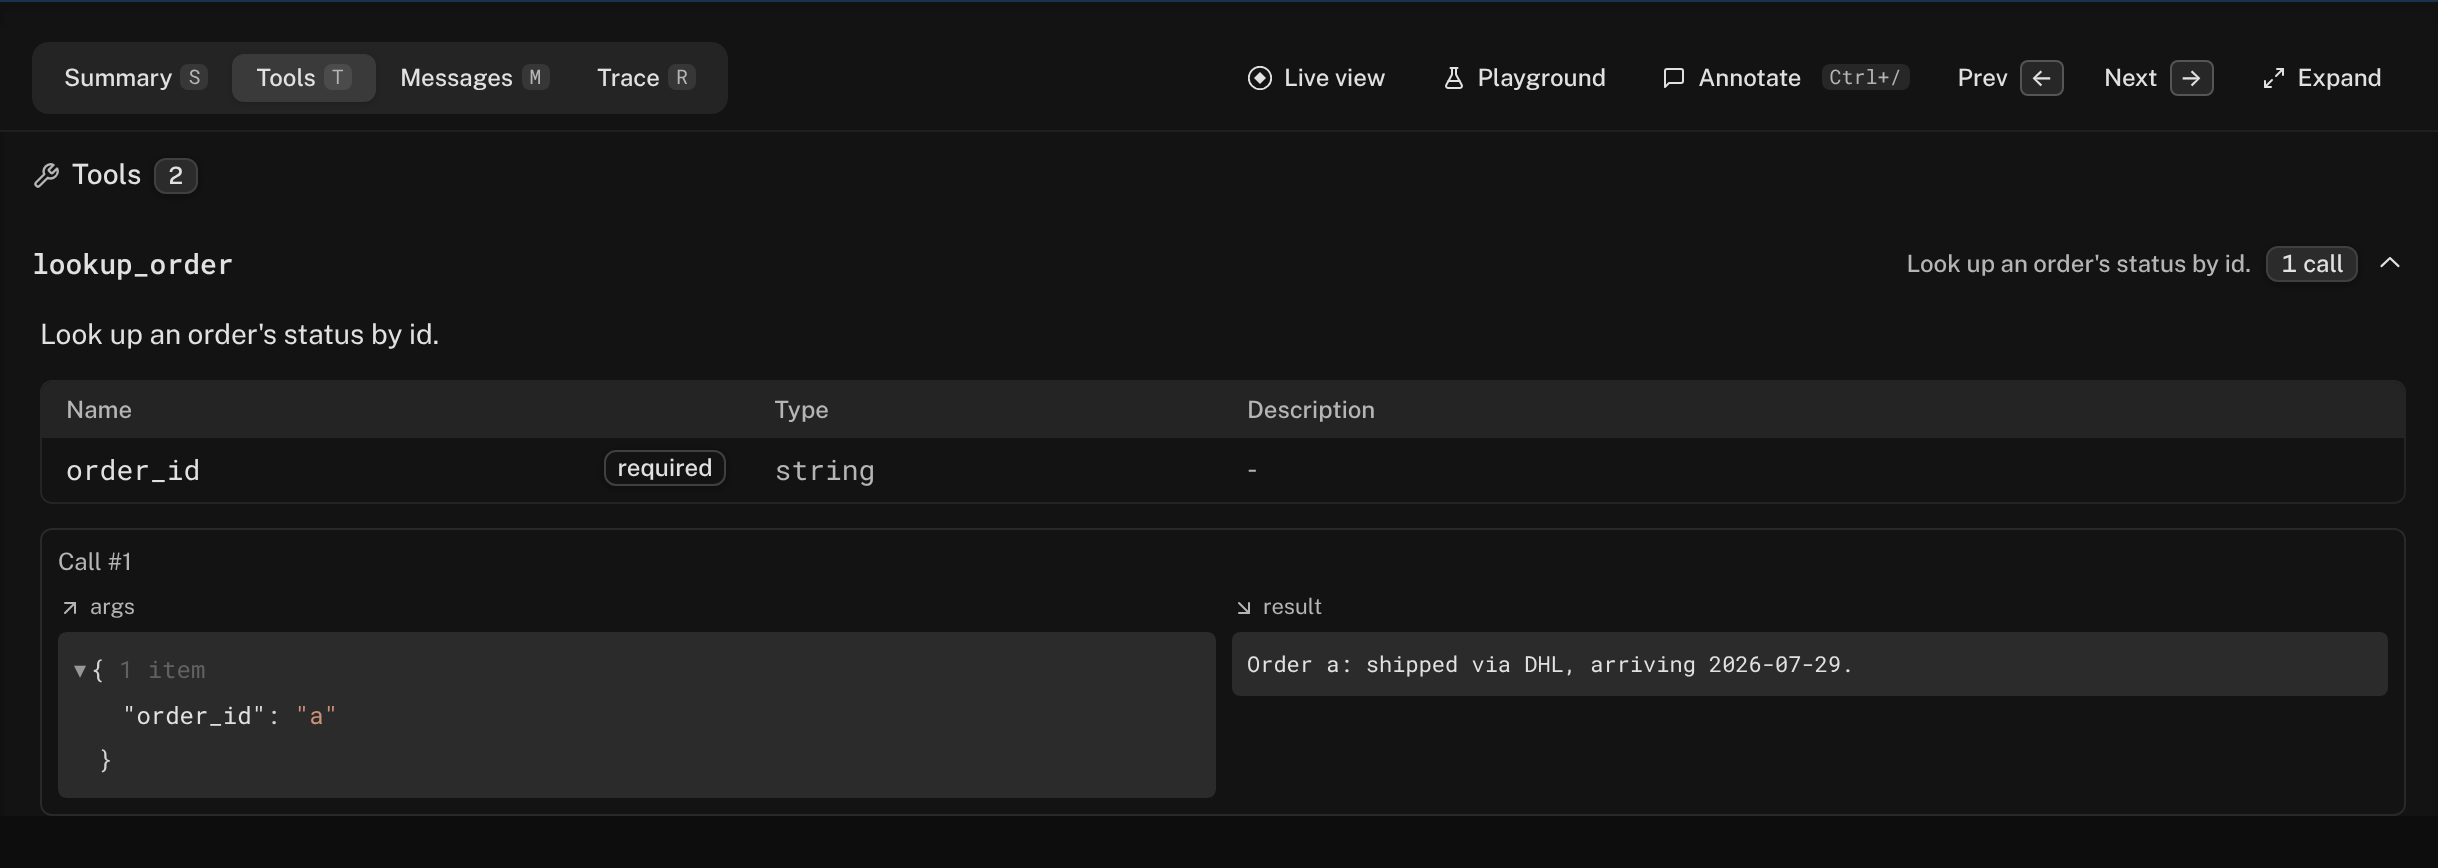 Summary S Tools T Messages M Trace R Live view Playground Annotate Ctrl+/ Prev ← Next → Expand
Tools 2
lookup_order Look up an order's status by id. 1 call
Look up an order's status by id.
Name Type Description
order_id required string -
Call #1
args result
{ 1 item
"order_id": "a"
}
Order a: shipped via DHL, arriving 2026-07-29.